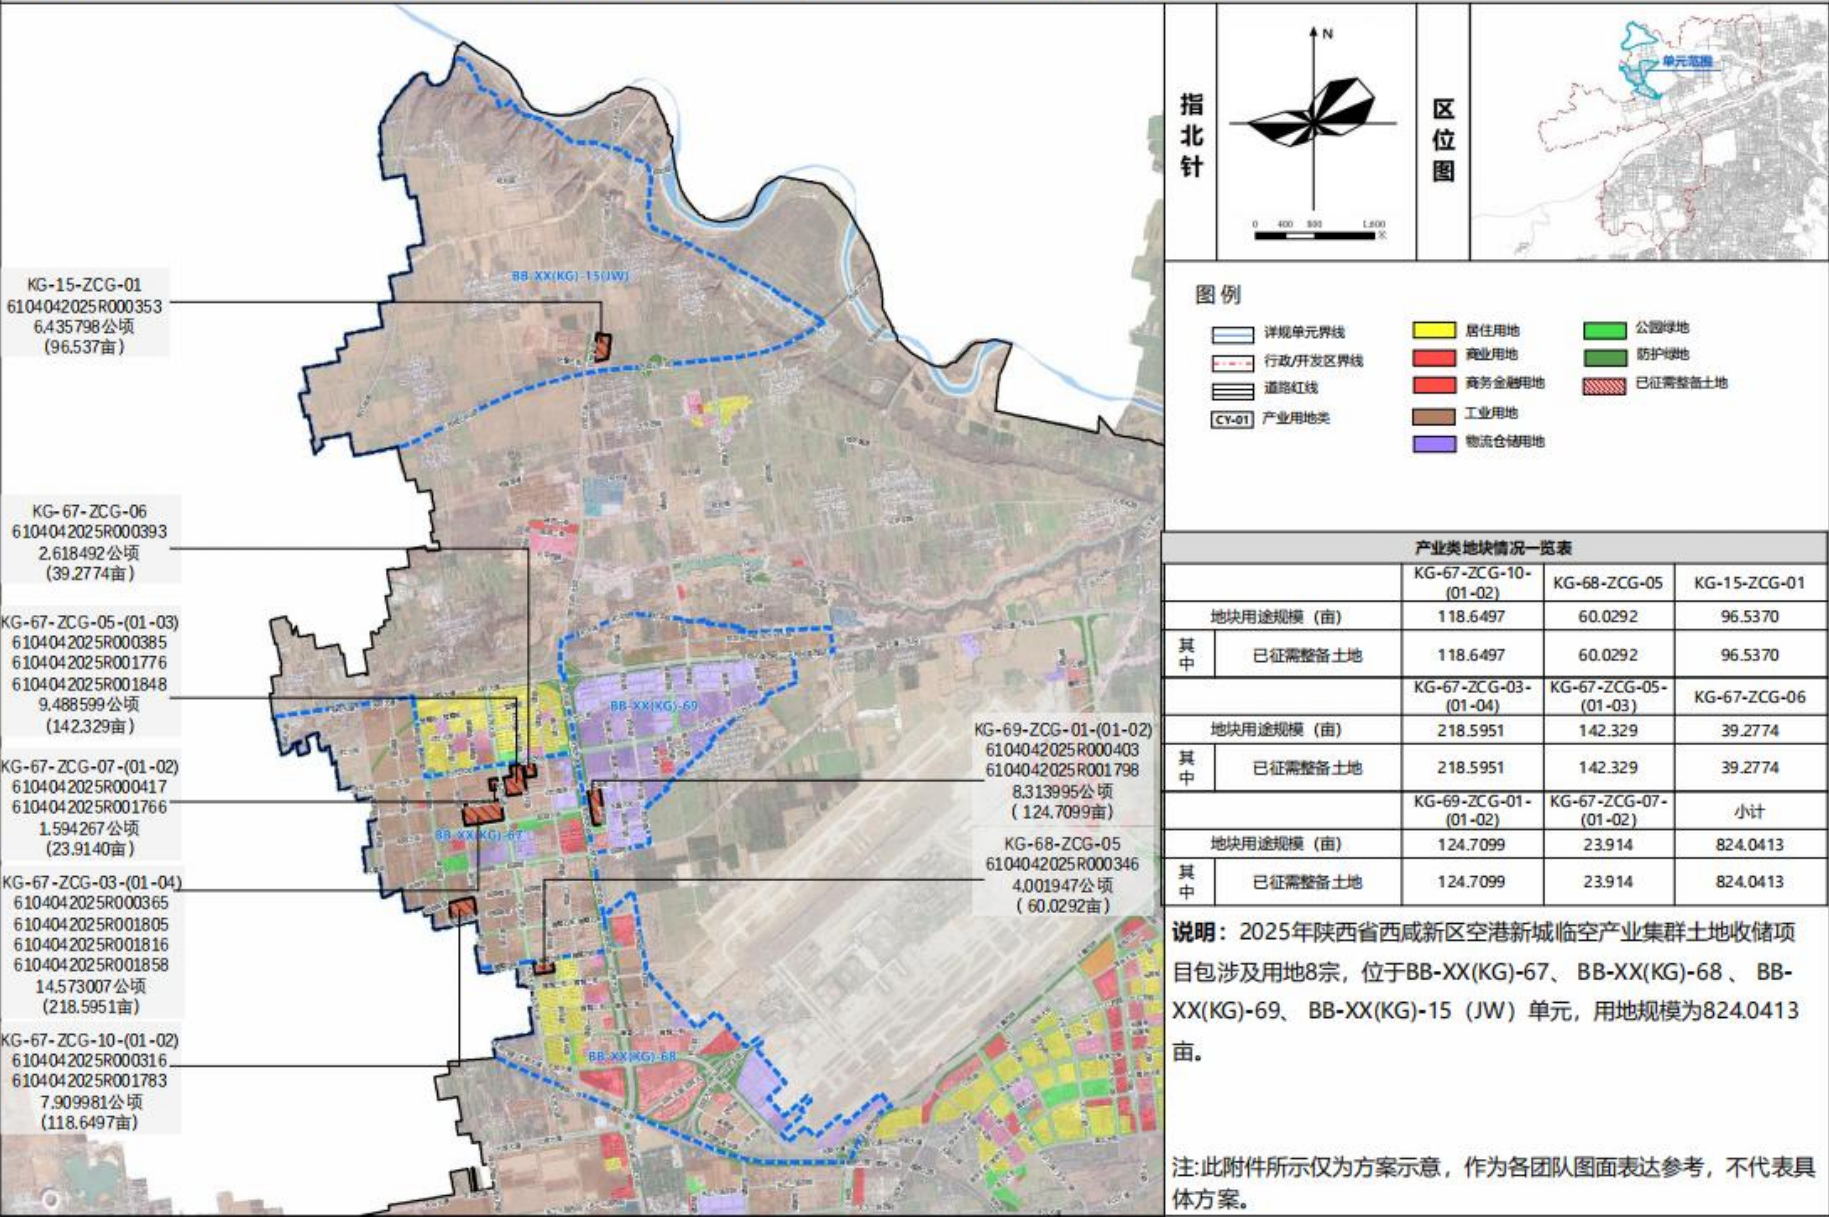 KG-15-ZCG-01
6104042025R000353
6.435798公顷
(96.537亩)
KG-67-ZCG-06
6104042025R000393
2.618492公顷
(39.2774亩)
KG-67-ZCG-05-(01-03)
6104042025R000385
6104042025R001776
6104042025R001848
9.488599公顷
(142.329亩)
KG-67-ZCG-07-(01-02)
6104042025R000417
6104042025R001766
1.594267公顷
(23.9140亩)
KG-67-ZCG-03-(01-04)
6104042025R000365
6104042025R001805
6104042025R001816
6104042025R001858
14.573007公顷
(218.5951亩)
KG-67-ZCG-10-(01-02)
6104042025R000316
6104042025R001783
7.909981公顷
(118.6497亩)
BB-XX(KG)-15(JW)
BB-XX(KG)-69
BB-XX(KG)-67
BB-XX(KG)-68
KG-69-ZCG-01-(01-02)
6104042025R000403
6104042025R001798
8.313995公顷
( 124.7099亩)
KG-68-ZCG-05
6104042025R000346
4.001947公顷
( 60.0292亩)
指北针
N
0 400 800 1,600
米
区位图
单元范围
图 例
详规单元界线
行政/开发区界线
道路红线
CY-01 产业用地类
居住用地
商业用地
商务金融用地
工业用地
物流仓储用地
公园绿地
防护绿地
已征需整备土地
产业类地块情况一览表
KG-67-ZCG-10-(01-02) KG-68-ZCG-05 KG-15-ZCG-01
地块用途规模（亩） 118.6497 60.0292 96.5370
其中 已征需整备土地 118.6497 60.0292 96.5370
KG-67-ZCG-03-(01-04) KG-67-ZCG-05-(01-03) KG-67-ZCG-06
地块用途规模（亩） 218.5951 142.329 39.2774
其中 已征需整备土地 218.5951 142.329 39.2774
KG-69-ZCG-01-(01-02) KG-67-ZCG-07-(01-02) 小计
地块用途规模（亩） 124.7099 23.914 824.0413
其中 已征需整备土地 124.7099 23.914 824.0413
说明：2025年陕西省西咸新区空港新城临空产业集群土地收储项
目包涉及用地8宗，位于BB-XX(KG)-67、 BB-XX(KG)-68 、 BB-
XX(KG)-69、 BB-XX(KG)-15（JW）单元，用地规模为824.0413
亩。
注:此附件所示仅为方案示意，作为各团队图面表达参考，不代表具
体方案。